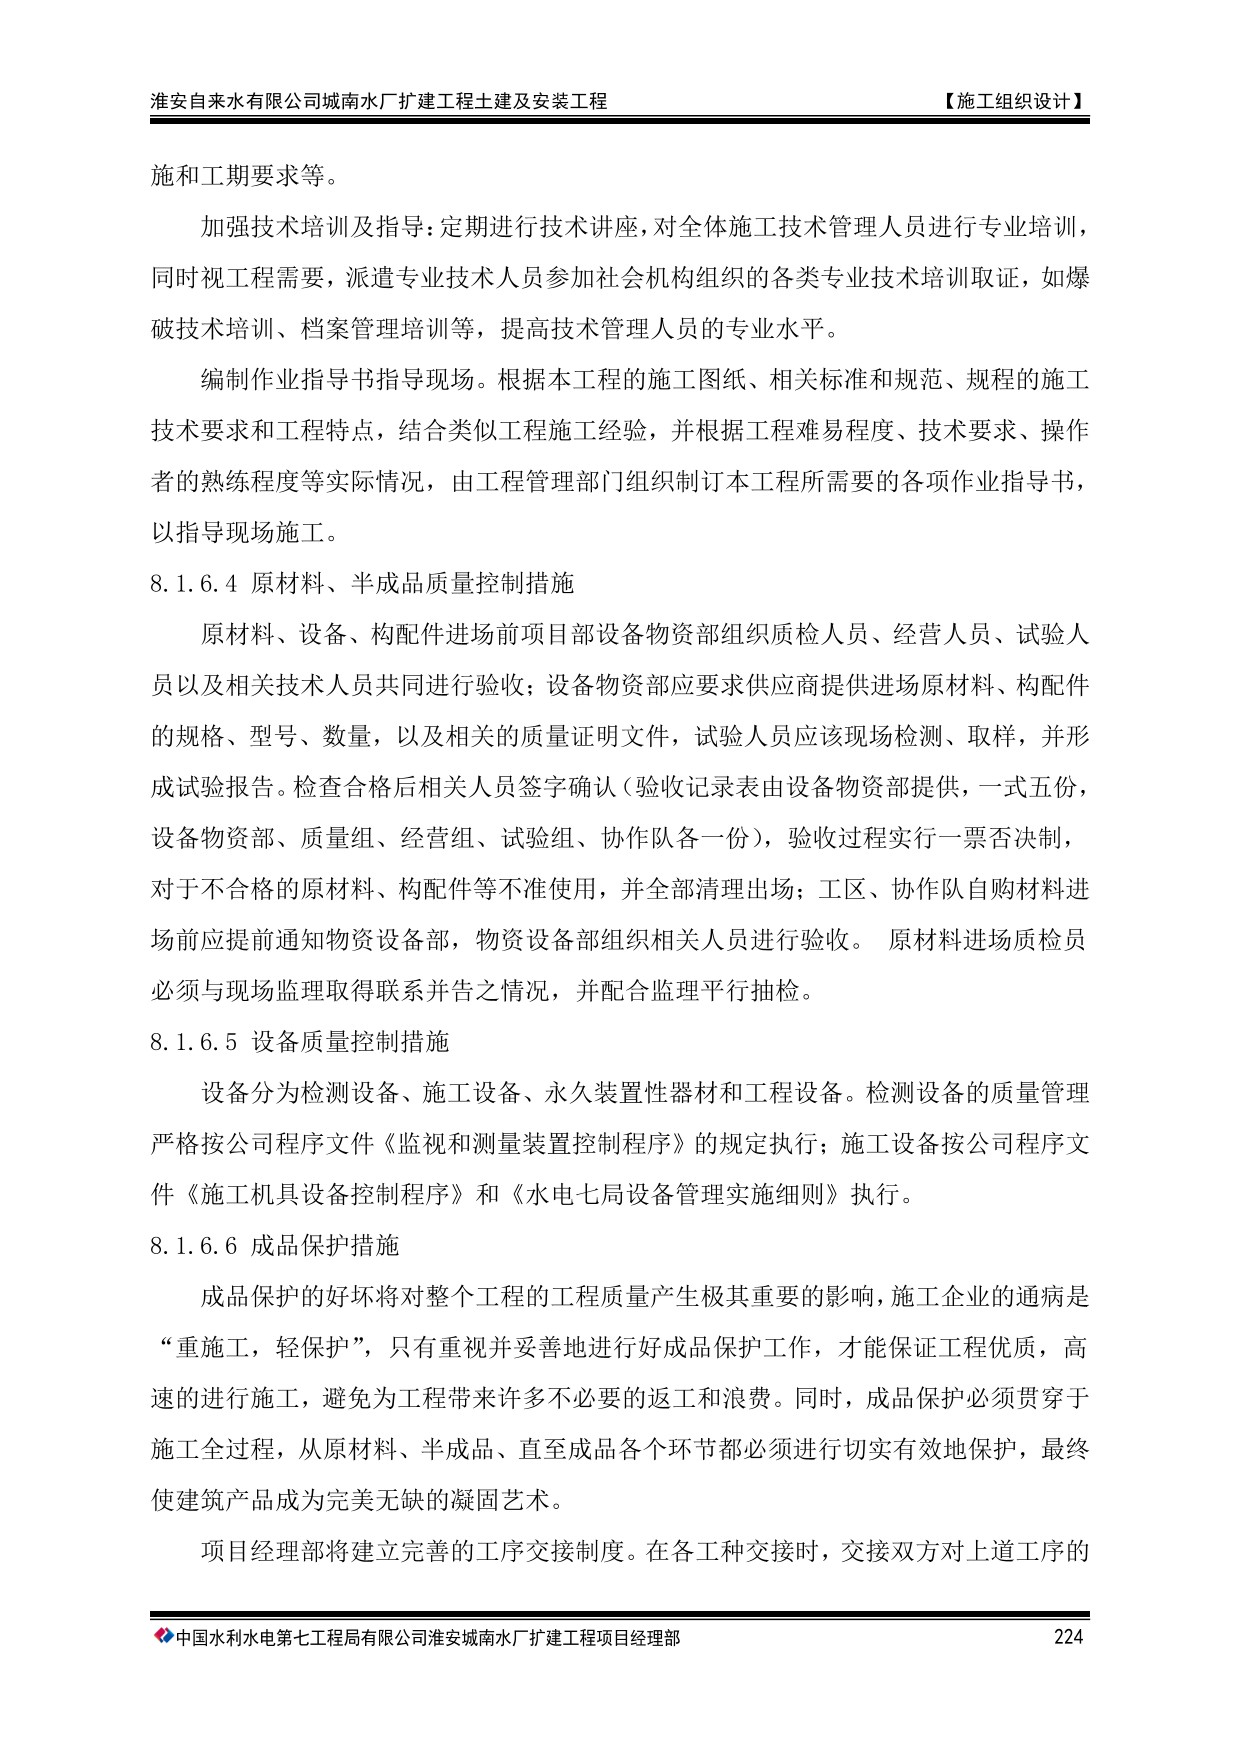 淮安自来水有限公司城南水厂扩建工程土建及安装工程 【施工组织设计】
施和工期要求等。
加强技术培训及指导：定期进行技术讲座，对全体施工技术管理人员进行专业培训，
同时视工程需要，派遣专业技术人员参加社会机构组织的各类专业技术培训取证，如爆
破技术培训、档案管理培训等，提高技术管理人员的专业水平。
编制作业指导书指导现场。根据本工程的施工图纸、相关标准和规范、规程的施工
技术要求和工程特点，结合类似工程施工经验，并根据工程难易程度、技术要求、操作
者的熟练程度等实际情况，由工程管理部门组织制订本工程所需要的各项作业指导书，
以指导现场施工。
8.1.6.4 原材料、半成品质量控制措施
原材料、设备、构配件进场前项目部设备物资部组织质检人员、经营人员、试验人
员以及相关技术人员共同进行验收；设备物资部应要求供应商提供进场原材料、构配件
的规格、型号、数量，以及相关的质量证明文件，试验人员应该现场检测、取样，并形
成试验报告。检查合格后相关人员签字确认（验收记录表由设备物资部提供，一式五份，
设备物资部、质量组、经营组、试验组、协作队各一份），验收过程实行一票否决制，
对于不合格的原材料、构配件等不准使用，并全部清理出场；工区、协作队自购材料进
场前应提前通知物资设备部，物资设备部组织相关人员进行验收。 原材料进场质检员
必须与现场监理取得联系并告之情况，并配合监理平行抽检。
8.1.6.5 设备质量控制措施
设备分为检测设备、施工设备、永久装置性器材和工程设备。检测设备的质量管理
严格按公司程序文件《监视和测量装置控制程序》的规定执行；施工设备按公司程序文
件《施工机具设备控制程序》和《水电七局设备管理实施细则》执行。
8.1.6.6 成品保护措施
成品保护的好坏将对整个工程的工程质量产生极其重要的影响，施工企业的通病是
“重施工，轻保护”，只有重视并妥善地进行好成品保护工作，才能保证工程优质，高
速的进行施工，避免为工程带来许多不必要的返工和浪费。同时，成品保护必须贯穿于
施工全过程，从原材料、半成品、直至成品各个环节都必须进行切实有效地保护，最终
使建筑产品成为完美无缺的凝固艺术。
项目经理部将建立完善的工序交接制度。在各工种交接时，交接双方对上道工序的
中国水利水电第七工程局有限公司淮安城南水厂扩建工程项目经理部 224